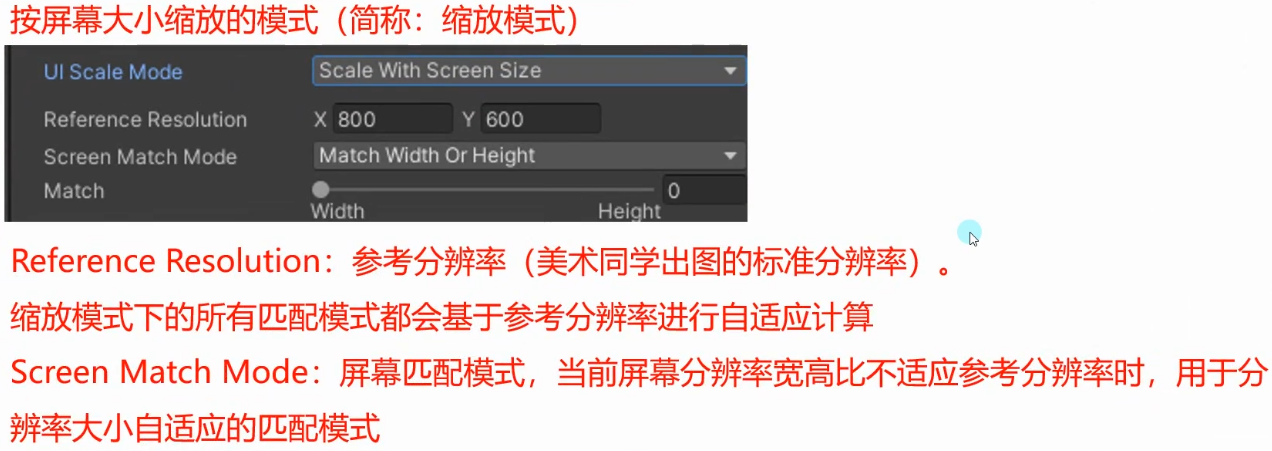 按屏幕大小缩放的模式（简称：缩放模式）
UI Scale Mode Scale With Screen Size
Reference Resolution X 800 Y 600
Screen Match Mode Match Width Or Height
Match 0
Width Height
Reference Resolution：参考分辨率（美术同学出图的标准分辨率）。
缩放模式下的所有匹配模式都会基于参考分辨率进行自适应计算
Screen Match Mode：屏幕匹配模式，当前屏幕分辨率宽高比不适应参考分辨率时，用于分
辨率大小自适应的匹配模式